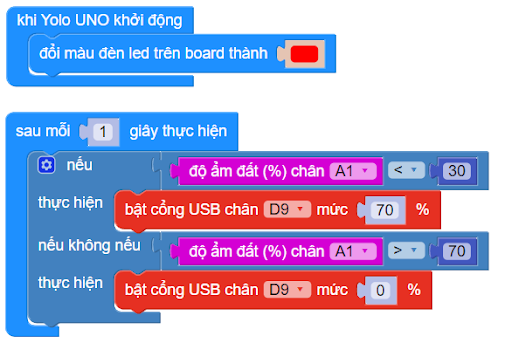 khi Yolo UNO khởi động
đổi màu đèn led trên board thành
sau mỗi 1 giây thực hiện
nếu độ ẩm đất (%) chân A1 < 30
thực hiện bật cổng USB chân D9 mức 70 %
nếu không nếu độ ẩm đất (%) chân A1 > 70
thực hiện bật cổng USB chân D9 mức 0 %